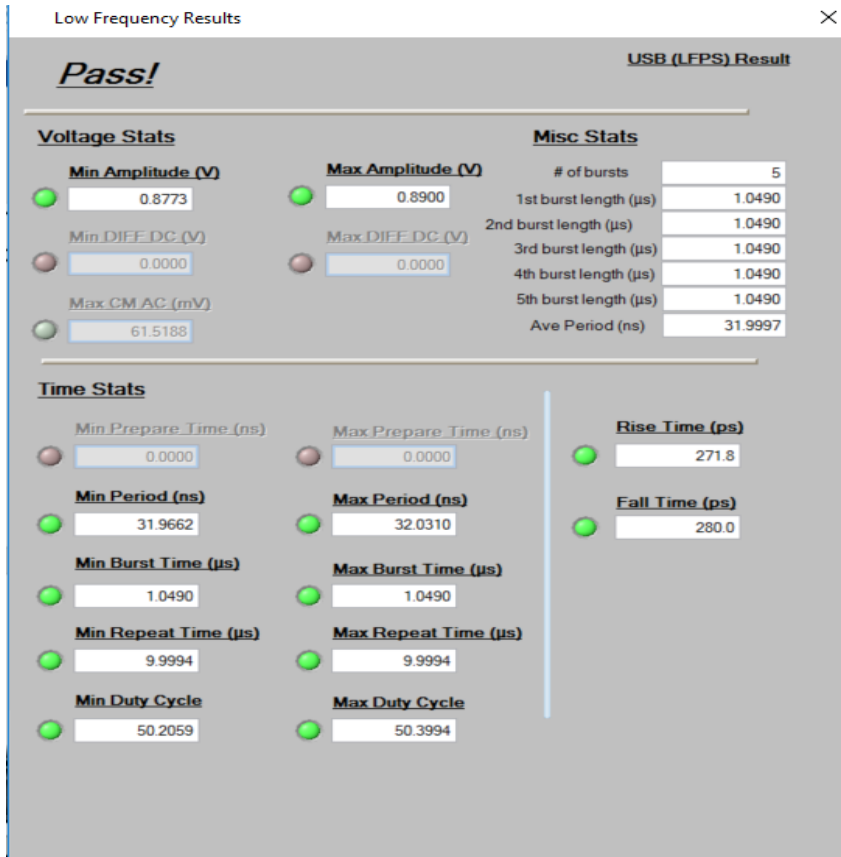 Low Frequency Results
Pass!
USB (LFPS) Result
Voltage Stats
Min Amplitude (V)
0.8773
Max Amplitude (V)
0.8900
Min DIFF DC (V)
0.0000
Max DIFF DC (V)
0.0000
Max CM AC (mV)
61.5188
Misc Stats
# of bursts 5
1st burst length (µs) 1.0490
2nd burst length (µs) 1.0490
3rd burst length (µs) 1.0490
4th burst length (µs) 1.0490
5th burst length (µs) 1.0490
Ave Period (ns) 31.9997
Time Stats
Min Prepare Time (ns)
0.0000
Max Prepare Time (ns)
0.0000
Min Period (ns)
31.9662
Max Period (ns)
32.0310
Min Burst Time (µs)
1.0490
Max Burst Time (µs)
1.0490
Min Repeat Time (µs)
9.9994
Max Repeat Time (µs)
9.9994
Min Duty Cycle
50.2059
Max Duty Cycle
50.3994
Rise Time (ps)
271.8
Fall Time (ps)
280.0